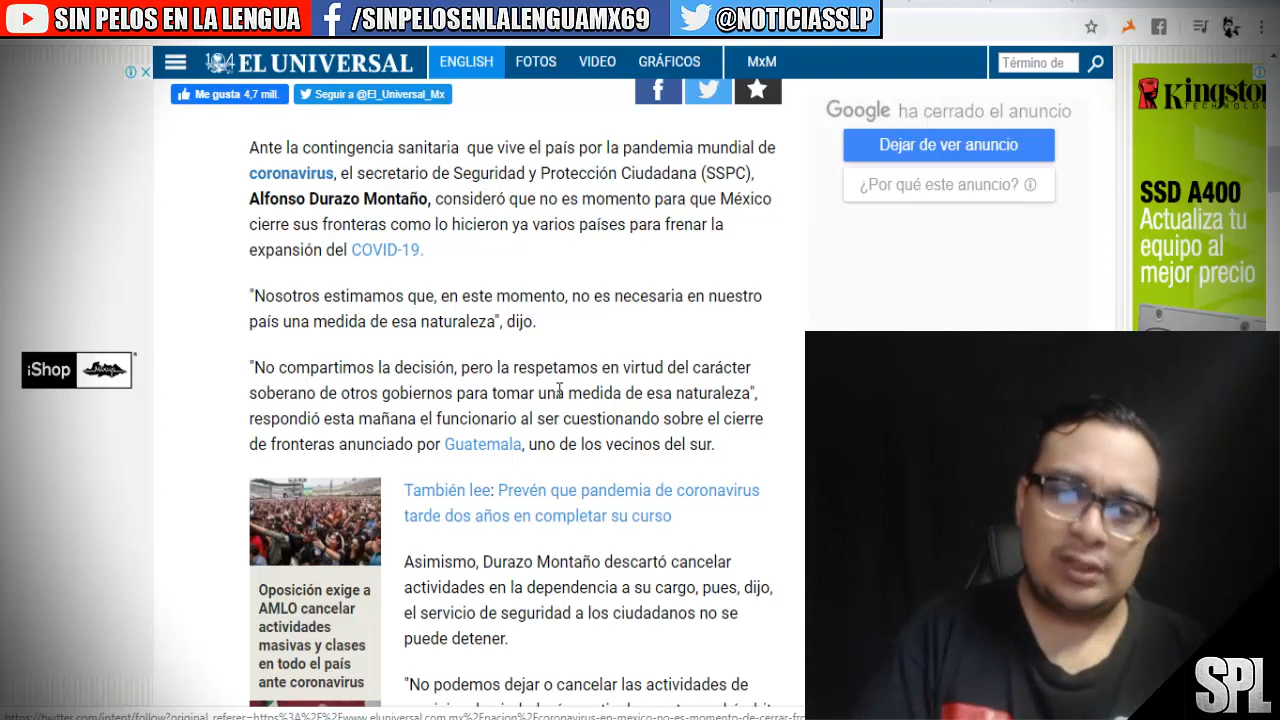 SIN PELOS EN LA LENGUA
/SINPELOSENLALENGUAMX69
@NOTICIASSLP
104 EL UNIVERSAL
ENGLISH
FOTOS
VIDEO
GRÁFICOS
MxM
Término de
Me gusta 4,7 mill.
Seguir a @El_Universal_Mx
Ante la contingencia sanitaria que vive el país por la pandemia mundial de
coronavirus, el secretario de Seguridad y Protección Ciudadana (SSPC),
Alfonso Durazo Montaño, consideró que no es momento para que México
cierre sus fronteras como lo hicieron ya varios países para frenar la
expansión del COVID-19.
"Nosotros estimamos que, en este momento, no es necesaria en nuestro
país una medida de esa naturaleza", dijo.
"No compartimos la decisión, pero la respetamos en virtud del carácter
soberano de otros gobiernos para tomar una medida de esa naturaleza",
respondió esta mañana el funcionario al ser cuestionando sobre el cierre
de fronteras anunciado por Guatemala, uno de los vecinos del sur.
También lee: Prevén que pandemia de coronavirus
tarde dos años en completar su curso
Asimismo, Durazo Montaño descartó cancelar
actividades en la dependencia a su cargo, pues, dijo,
el servicio de seguridad a los ciudadanos no se
puede detener.
"No podemos dejar o cancelar las actividades de
Oposición exige a
AMLO cancelar
actividades
masivas y clases
en todo el país
ante coronavirus
iShop
Google ha cerrado el anuncio
Dejar de ver anuncio
¿Por qué este anuncio?
Kingston
TECHNOLOG
SSD A400
Actualiza tu
equipo al
mejor precio
SPL